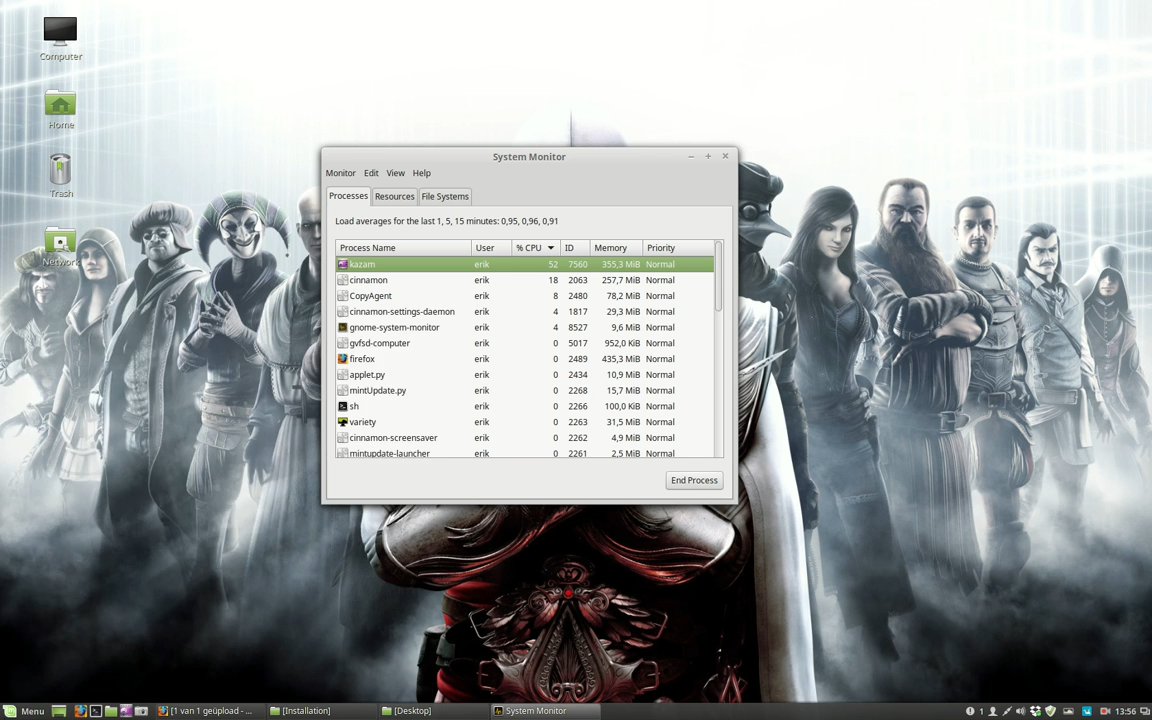 Computer
Home
Trash
Network
System Monitor
Monitor Edit View Help
Processes Resources File Systems
Load averages for the last 1, 5, 15 minutes: 0,95, 0,96, 0,91
Process Name User % CPU ID Memory Priority
kazam erik 52 7560 355,3 MiB Normal
cinnamon erik 18 2063 257,7 MiB Normal
CopyAgent erik 8 2480 78,2 MiB Normal
cinnamon-settings-daemon erik 4 1817 29,3 MiB Normal
gnome-system-monitor erik 4 8527 9,6 MiB Normal
gvfsd-computer erik 0 5017 952,0 KiB Normal
firefox erik 0 2489 435,3 MiB Normal
applet.py erik 0 2434 10,9 MiB Normal
mintUpdate.py erik 0 2268 15,7 MiB Normal
sh erik 0 2266 100,0 KiB Normal
variety erik 0 2263 31,5 MiB Normal
cinnamon-screensaver erik 0 2262 4,9 MiB Normal
mintupdate-launcher erik 0 2261 2,5 MiB Normal
End Process
Menu [1 van 1 geüpload - ... [Installation] [Desktop] System Monitor 1 13:56